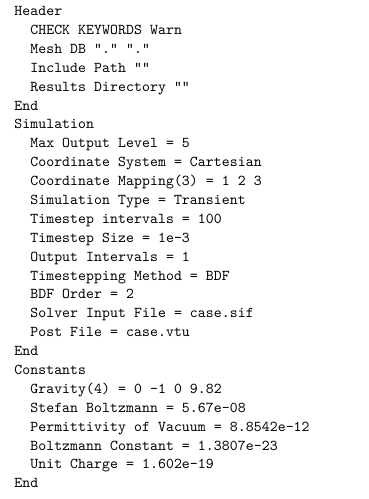 Header
CHECK KEYWORDS Warn
Mesh DB "." "."
Include Path ""
Results Directory ""
End
Simulation
Max Output Level = 5
Coordinate System = Cartesian
Coordinate Mapping(3) = 1 2 3
Simulation Type = Transient
Timestep intervals = 100
Timestep Size = 1e-3
Output Intervals = 1
Timestepping Method = BDF
BDF Order = 2
Solver Input File = case.sif
Post File = case.vtu
End
Constants
Gravity(4) = 0 -1 0 9.82
Stefan Boltzmann = 5.67e-08
Permittivity of Vacuum = 8.8542e-12
Boltzmann Constant = 1.3807e-23
Unit Charge = 1.602e-19
End